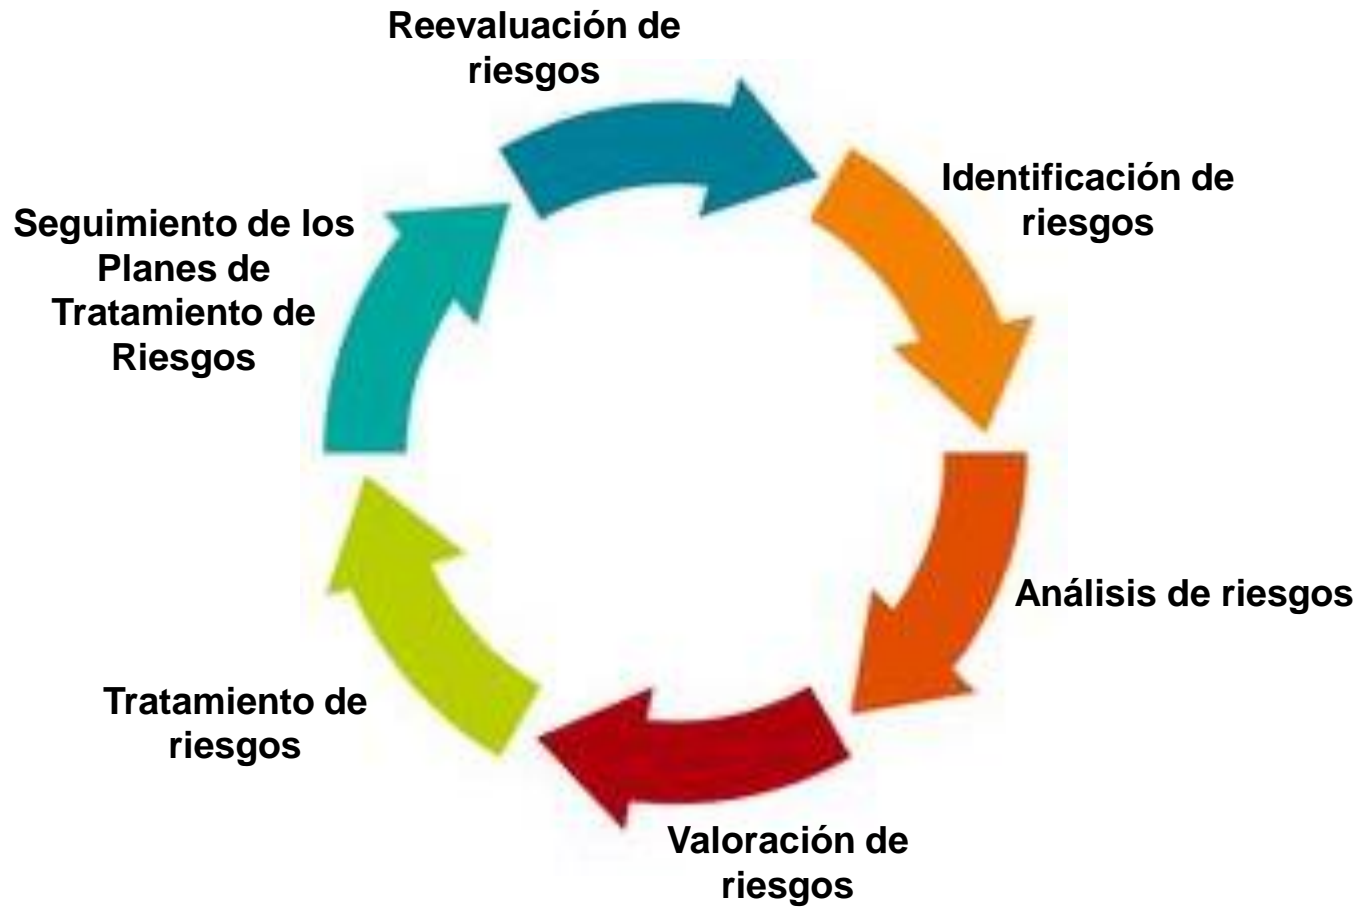 Reevaluación de
riesgos
Identificación de
riesgos
Análisis de riesgos
Valoración de
riesgos
Tratamiento de
riesgos
Seguimiento de los
Planes de
Tratamiento de
Riesgos